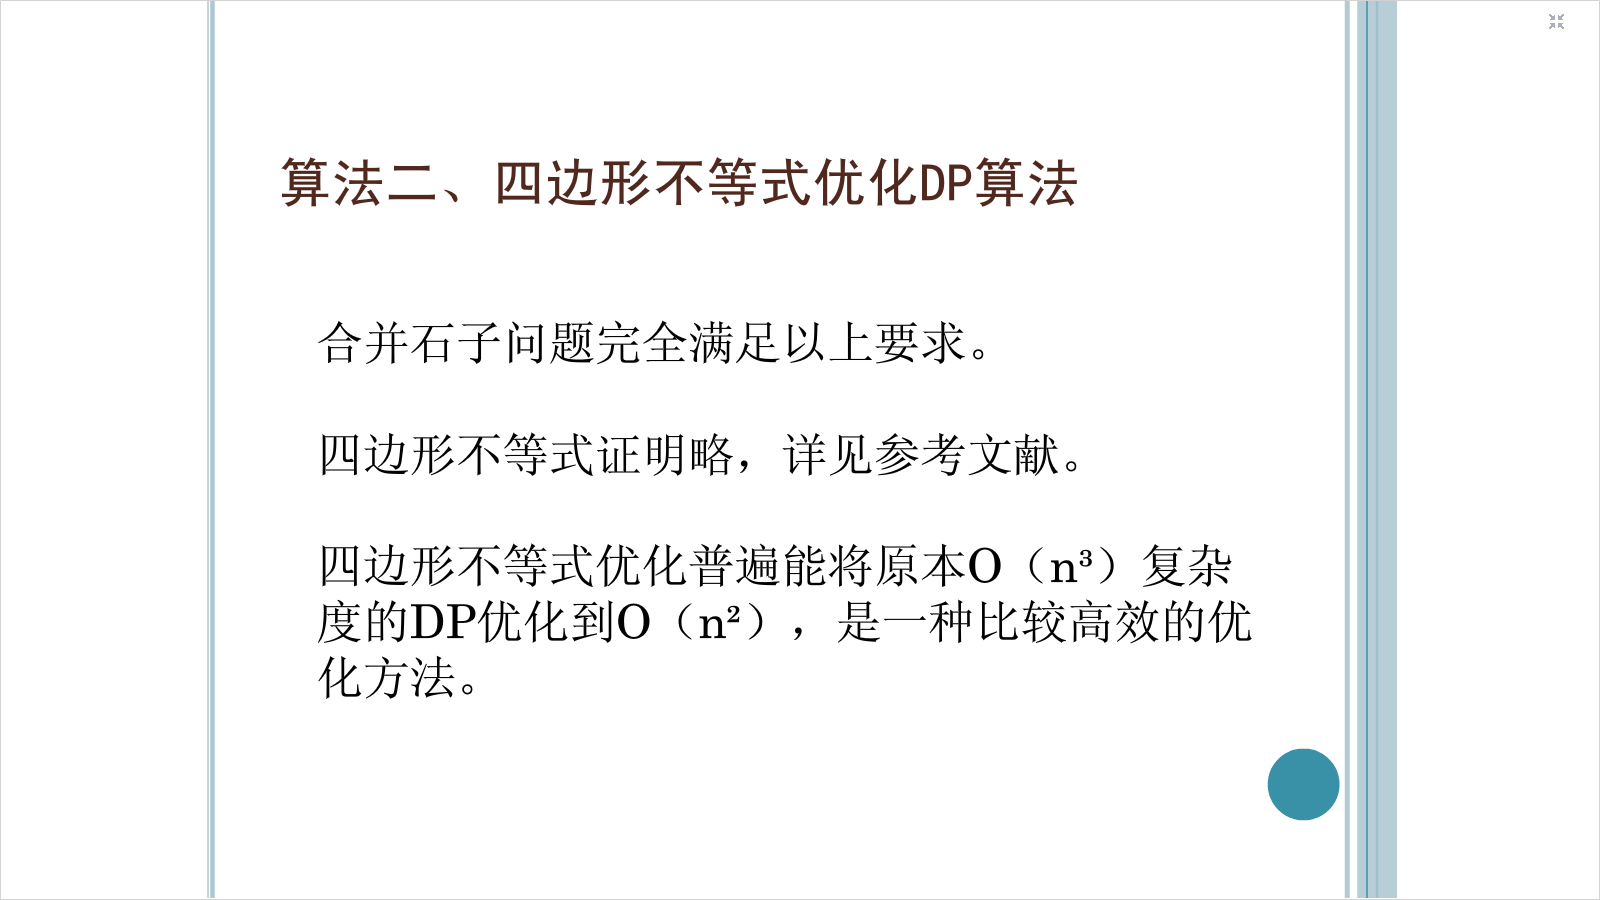 算法二、四边形不等式优化DP算法
合并石子问题完全满足以上要求。
四边形不等式证明略，详见参考文献。
四边形不等式优化普遍能将原本O（n³）复杂
度的DP优化到O（n²），是一种比较高效的优
化方法。